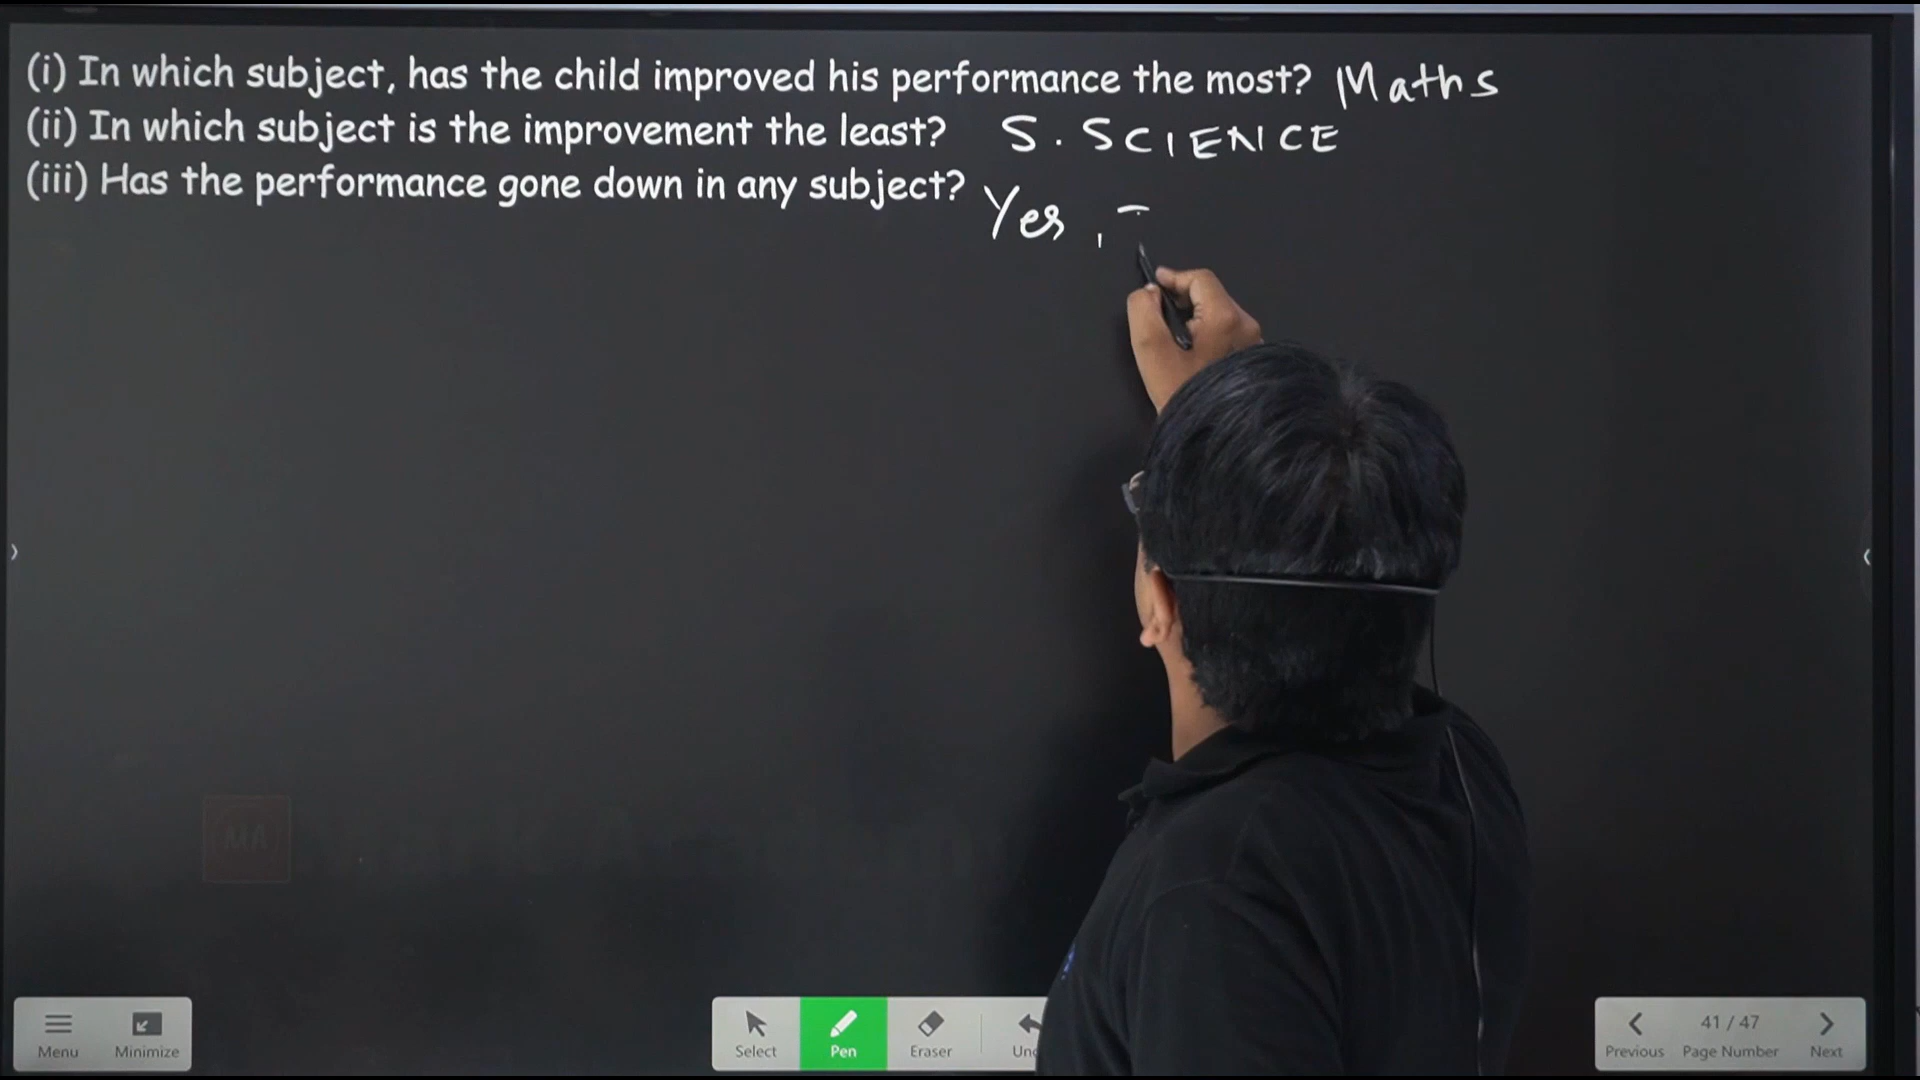 (i) In which subject, has the child improved his performance the most? Maths
(ii) In which subject is the improvement the least? S. SCIENCE
(iii) Has the performance gone down in any subject? Yes,
Menu
Minimize
Select
Pen
Eraser
Previous
41 / 47
Page Number
Next